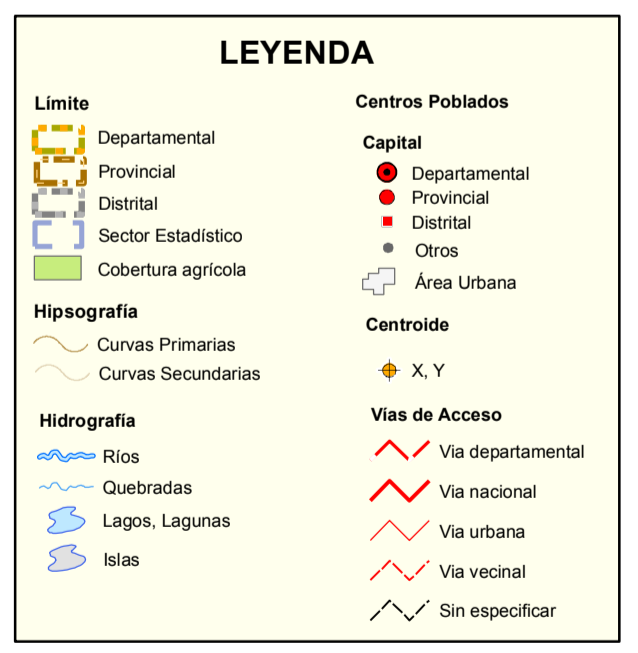 LEYENDA
Límite
Departamental
Provincial
Distrital
Sector Estadístico
Cobertura agrícola
Hipsografía
Curvas Primarias
Curvas Secundarias
Hidrografía
Ríos
Quebradas
Lagos, Lagunas
Islas
Centros Poblados
Capital
Departamental
Provincial
Distrital
Otros
Área Urbana
Centroide
X, Y
Vías de Acceso
Via departamental
Via nacional
Via urbana
Via vecinal
Sin especificar